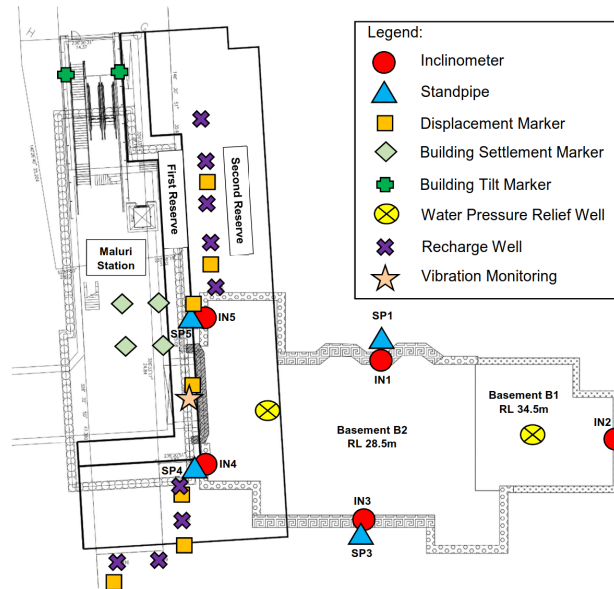 Legend:
Inclinometer
Standpipe
Displacement Marker
Building Settlement Marker
Building Tilt Marker
Water Pressure Relief Well
Recharge Well
Vibration Monitoring
First Reserve
Second Reserve
Maluri
Station
SP5
IN5
SP1
IN1
Basement B1
RL 34.5m
IN2
Basement B2
RL 28.5m
SP4
IN4
IN3
SP3